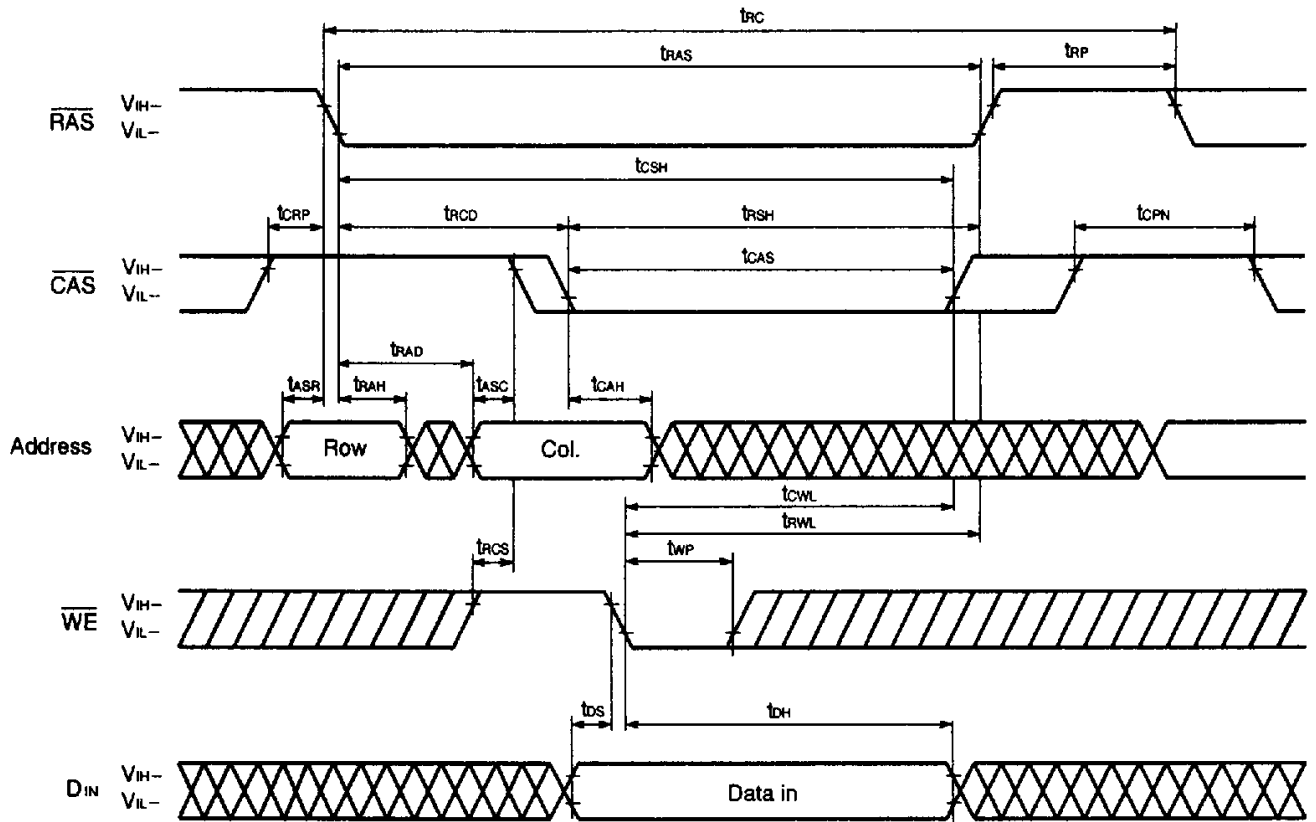 tRC
tRAS
tRP
RAS
VIH–
VIL–
tCSH
tCRP
tRCD
tRSH
tCPN
CAS
VIH–
VIL–
tCAS
tRAD
tASR
tRAH
tASC
tCAH
Address
VIH–
VIL–
Row
Col.
tCWL
tRWL
tRCS
tWP
WE
VIH–
VIL–
tDS
tDH
DIN
VIH–
VIL–
Data in